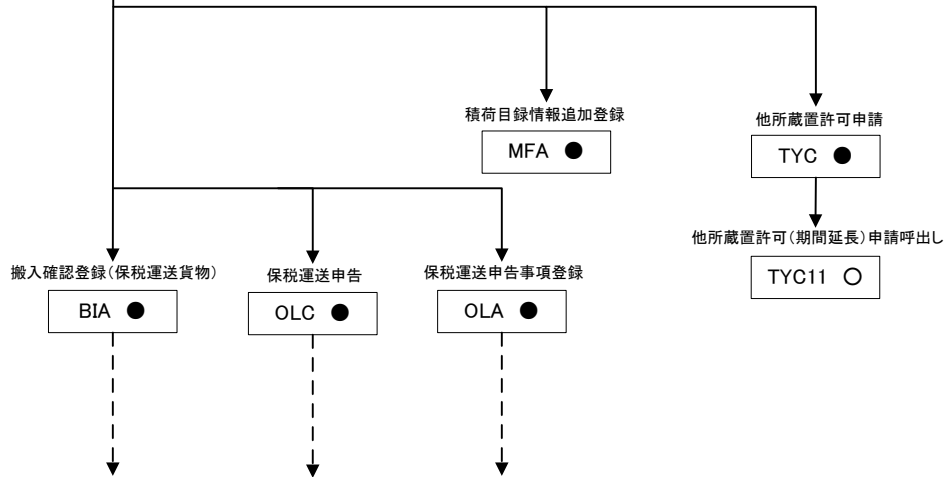 積荷目録情報追加登録
MFA ●
他所蔵置許可申請
TYC ●
他所蔵置許可(期間延長)申請呼出し
TYC11 ○
搬入確認登録(保税運送貨物)
BIA ●
保税運送申告
OLC ●
保税運送申告事項登録
OLA ●